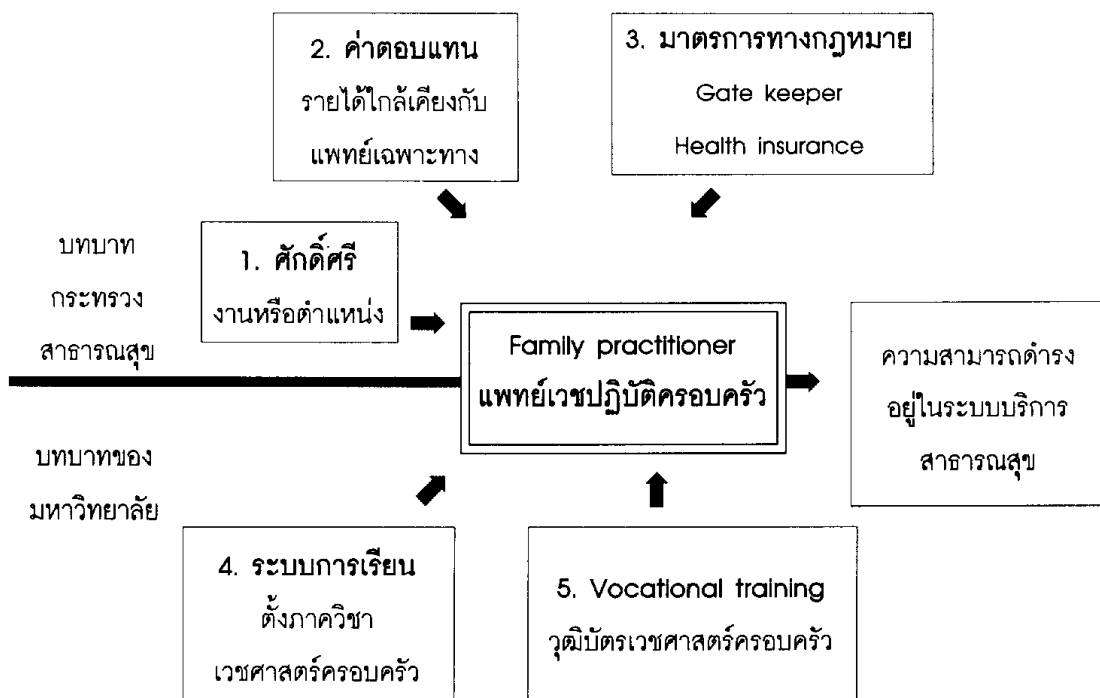 2. ค่าตอบแทน
รายได้ใกล้เคียงกับ
แพทย์เฉพาะทาง
3. มาตรการทางกฎหมาย
Gate keeper
Health insurance
บทบาท
กระทรวง
สาธารณสุข
1. ศักดิ์ศรี
งานหรือตำแหน่ง
Family practitioner
แพทย์เวชปฏิบัติครอบครัว
ความสามารถดำรง
อยู่ในระบบบริการ
สาธารณสุข
บทบาทของ
มหาวิทยาลัย
4. ระบบการเรียน
ตั้งภาควิชา
เวชศาสตร์ครอบครัว
5. Vocational training
วุฒิบัตรเวชศาสตร์ครอบครัว